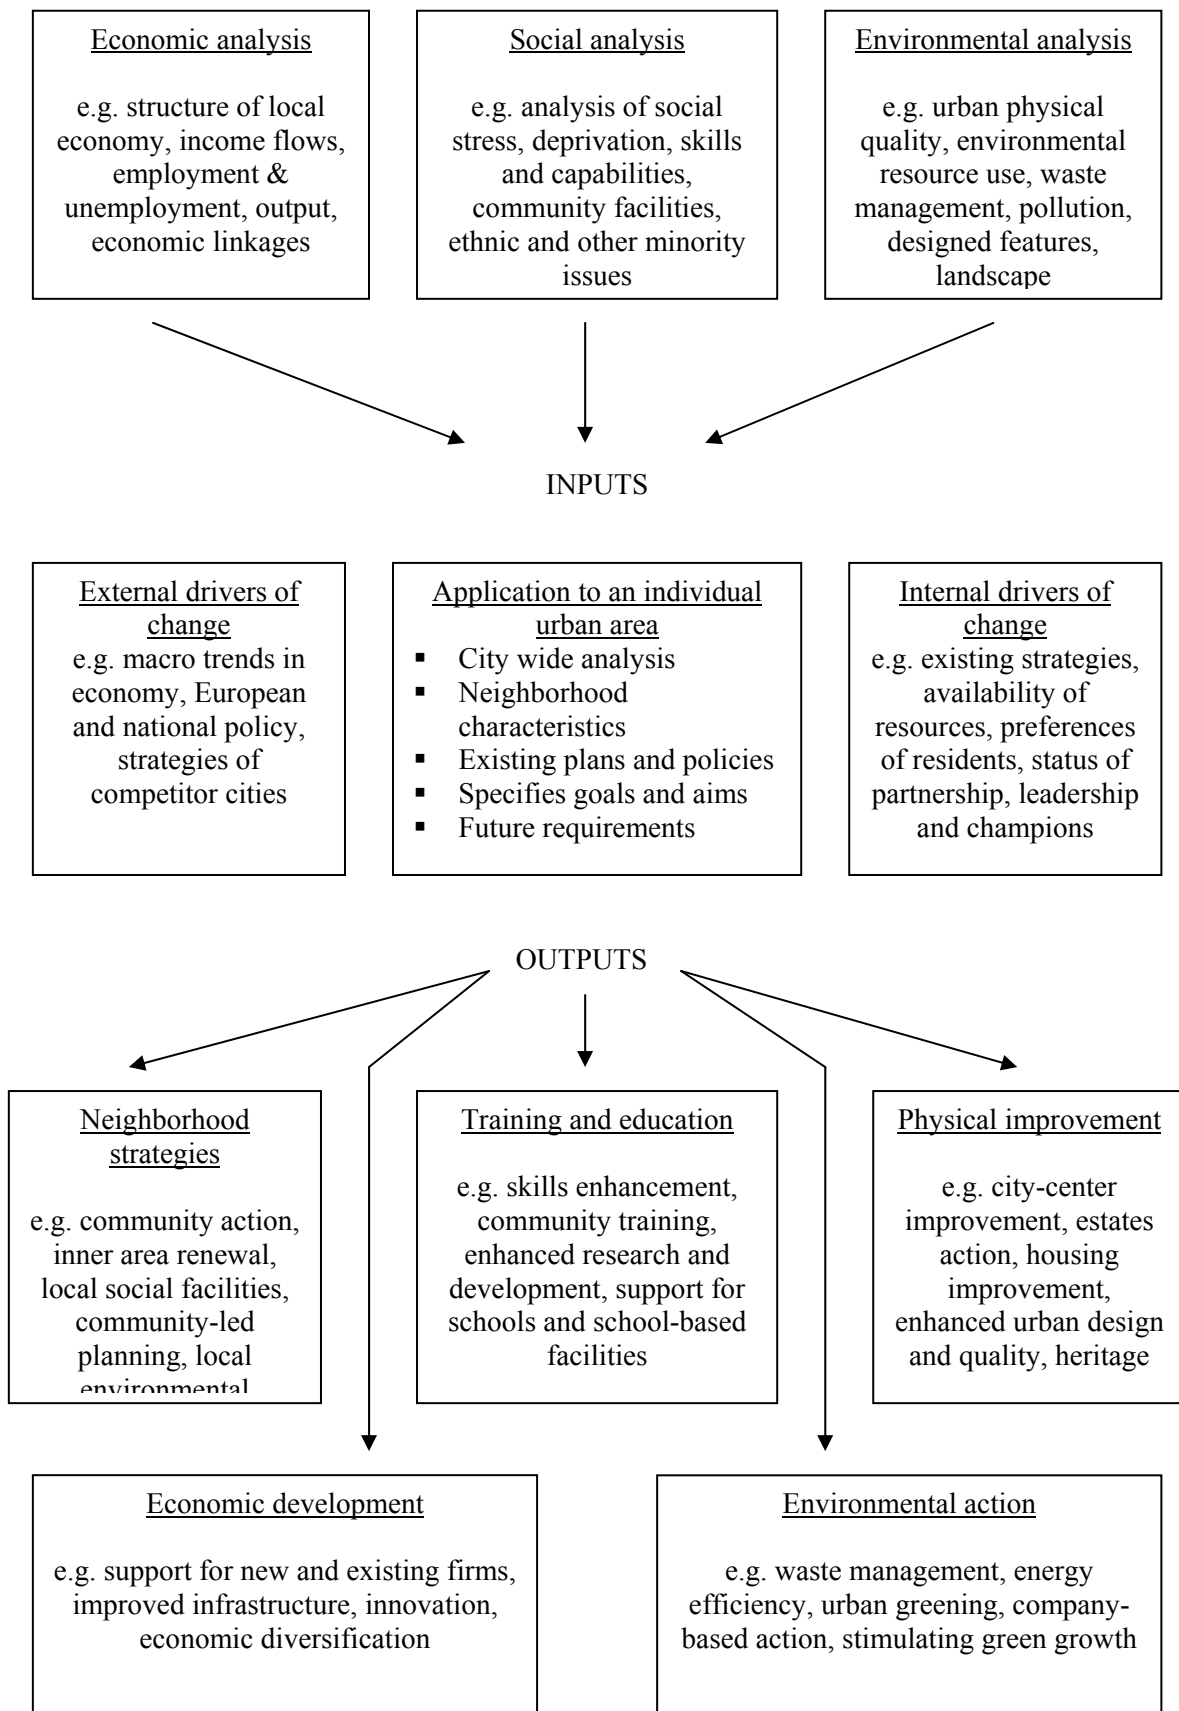 Economic analysis
e.g. structure of local
economy, income flows,
employment &
unemployment, output,
economic linkages
Social analysis
e.g. analysis of social
stress, deprivation, skills
and capabilities,
community facilities,
ethnic and other minority
issues
Environmental analysis
e.g. urban physical
quality, environmental
resource use, waste
management, pollution,
designed features,
landscape
INPUTS
External drivers of
change
e.g. macro trends in
economy, European
and national policy,
strategies of
competitor cities
Application to an individual
urban area
▪ City wide analysis
▪ Neighborhood
characteristics
▪ Existing plans and policies
▪ Specifies goals and aims
▪ Future requirements
Internal drivers of
change
e.g. existing strategies,
availability of
resources, preferences
of residents, status of
partnership, leadership
and champions
OUTPUTS
Neighborhood
strategies
e.g. community action,
inner area renewal,
local social facilities,
community-led
planning, local
environmental
Training and education
e.g. skills enhancement,
community training,
enhanced research and
development, support for
schools and school-based
facilities
Physical improvement
e.g. city-center
improvement, estates
action, housing
improvement,
enhanced urban design
and quality, heritage
Economic development
e.g. support for new and existing firms,
improved infrastructure, innovation,
economic diversification
Environmental action
e.g. waste management, energy
efficiency, urban greening, company-
based action, stimulating green growth